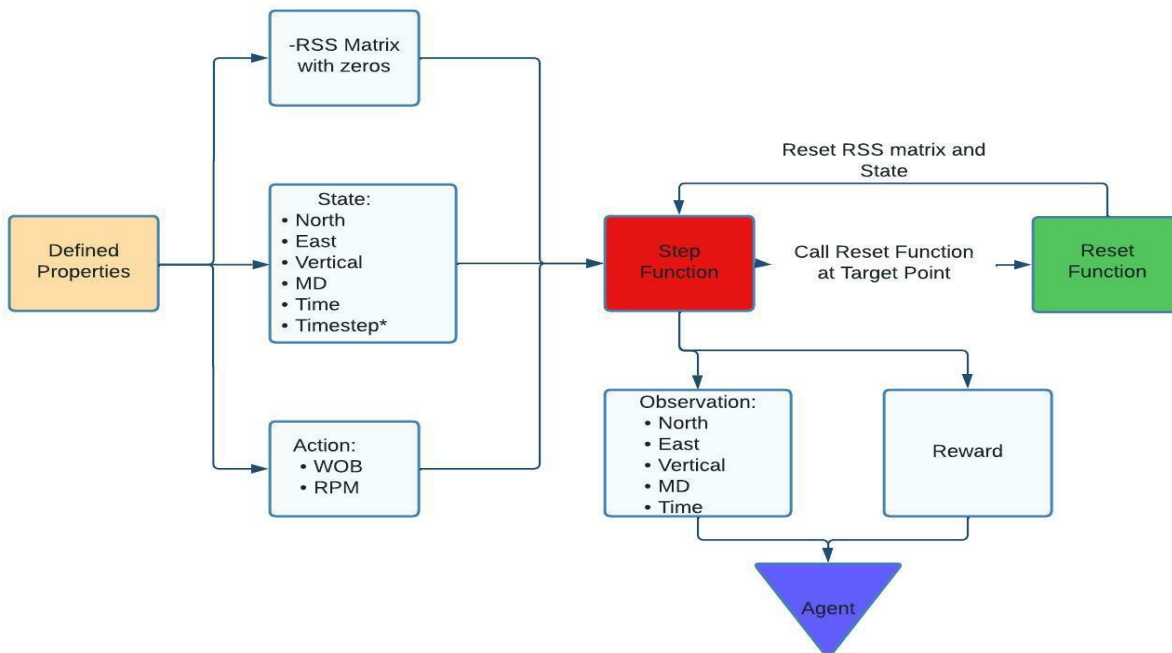 -RSS Matrix
with zeros
Reset RSS matrix and
State
State:
• North
• East
• Vertical
• MD
• Time
• Timestep*
Defined
Properties
Step
Function
Call Reset Function
at Target Point
Reset
Function
Action:
• WOB
• RPM
Observation:
• North
• East
• Vertical
• MD
• Time
Reward
Agent